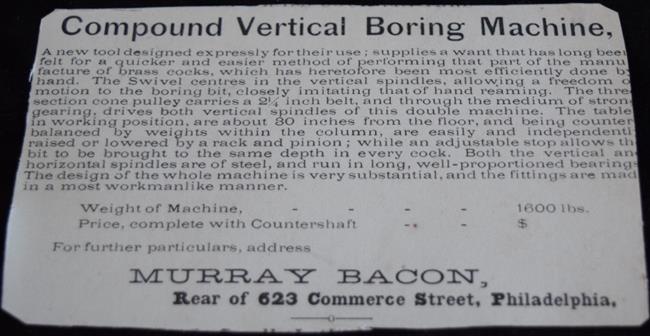 Compound Vertical Boring Machine,
A new tool designed expressly for their use; supplies a want that has long bee
felt for a quicker and easier method of performing that part of the manu
facture of brass cocks, which has heretofore been most efficiently done b
hand. The Swivel centres in the vertical spindles, allowing a freedom o
motion to the boring bit, closely imitating that of hand reaming. The thre
section cone pulley carries a 2¼ inch belt, and through the medium of stron
gearing, drives both vertical spindles of this double machine. The table
in working position, are about 30 inches from the floor, and being counter
balanced by weights within the column, are easily and independentl
raised or lowered by a rack and pinion; while an adjustable stop allows th
bit to be brought to the same depth in every cock. Both the vertical an
horizontal spindles are of steel, and run in long, well-proportioned bearing
The design of the whole machine is very substantial, and the fittings are mad
in a most workmanlike manner.
Weight of Machine, - - - - 1600 lbs.
Price, complete with Countershaft - - $
For further particulars, address
MURRAY BACON,
Rear of 623 Commerce Street, Philadelphia,